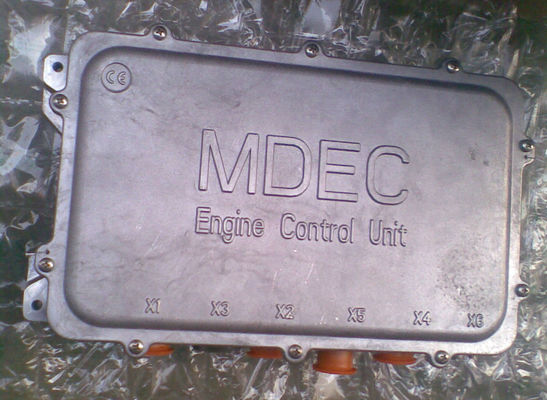 CE
MDEC
Engine Control Unit
X1 X3 X2 X5 X4 X6